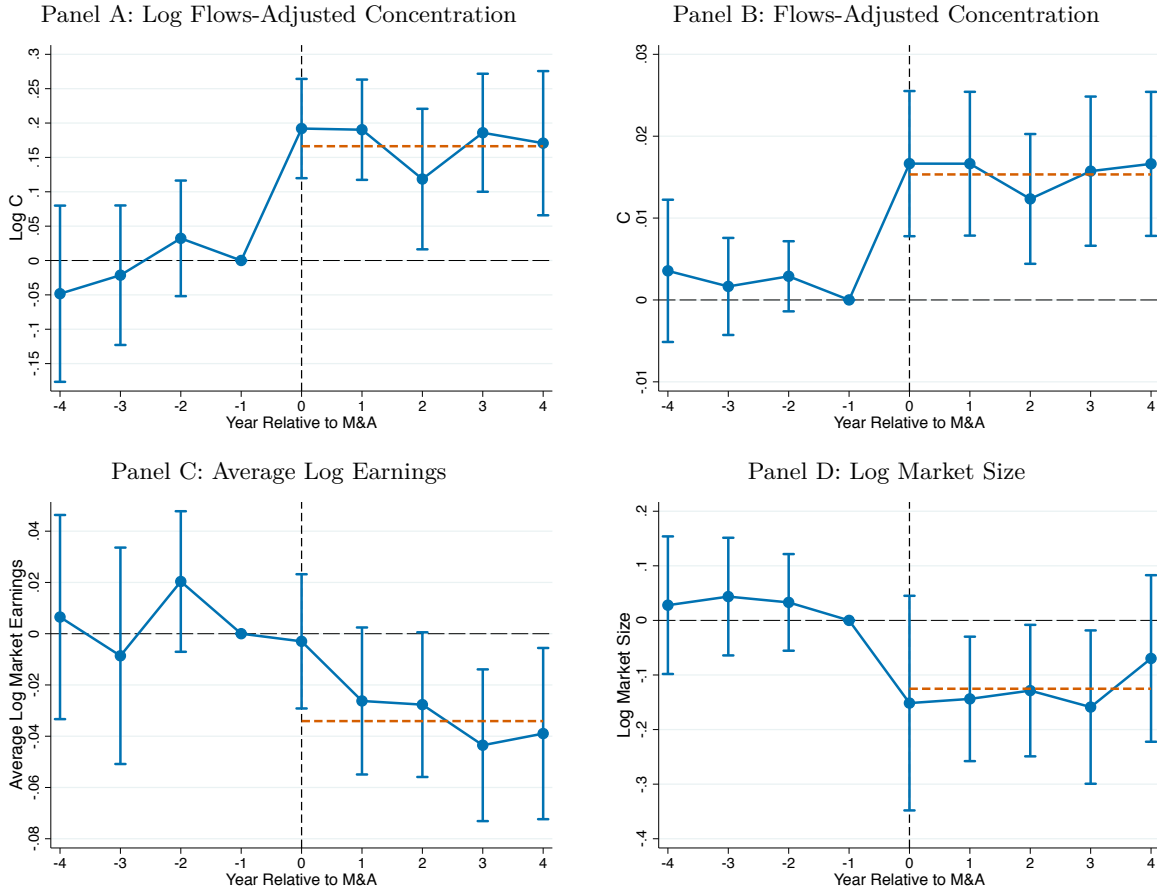 Panel A: Log Flows-Adjusted Concentration
Log C
.3
.25
.2
.15
.1
.05
0
-.05
-.1
-.15
-4 -3 -2 -1 0 1 2 3 4
Year Relative to M&A
Panel B: Flows-Adjusted Concentration
C
.03
.02
.01
0
-.01
-4 -3 -2 -1 0 1 2 3 4
Year Relative to M&A
Panel C: Average Log Earnings
Average Log Market Earnings
.04
.02
0
-.02
-.04
-.06
-.08
-4 -3 -2 -1 0 1 2 3 4
Year Relative to M&A
Panel D: Log Market Size
Log Market Size
.2
.1
0
-.1
-.2
-.3
-.4
-4 -3 -2 -1 0 1 2 3 4
Year Relative to M&A